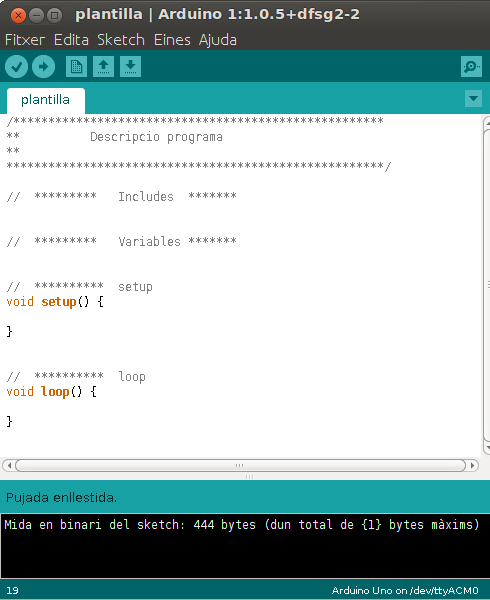 plantilla | Arduino 1:1.0.5+dfsg2-2
Fitxer Edita Sketch Eines Ajuda
plantilla
/*****************************************************
**          Descripcio programa
**
******************************************************/
//  *********   Includes  *******
//  *********   Variables *******
//  **********  setup
void setup() {
}
//  **********  loop
void loop() {
}
Pujada enllestida.
Mida en binari del sketch: 444 bytes (dun total de {1} bytes màxims)
19 Arduino Uno on /dev/ttyACM0